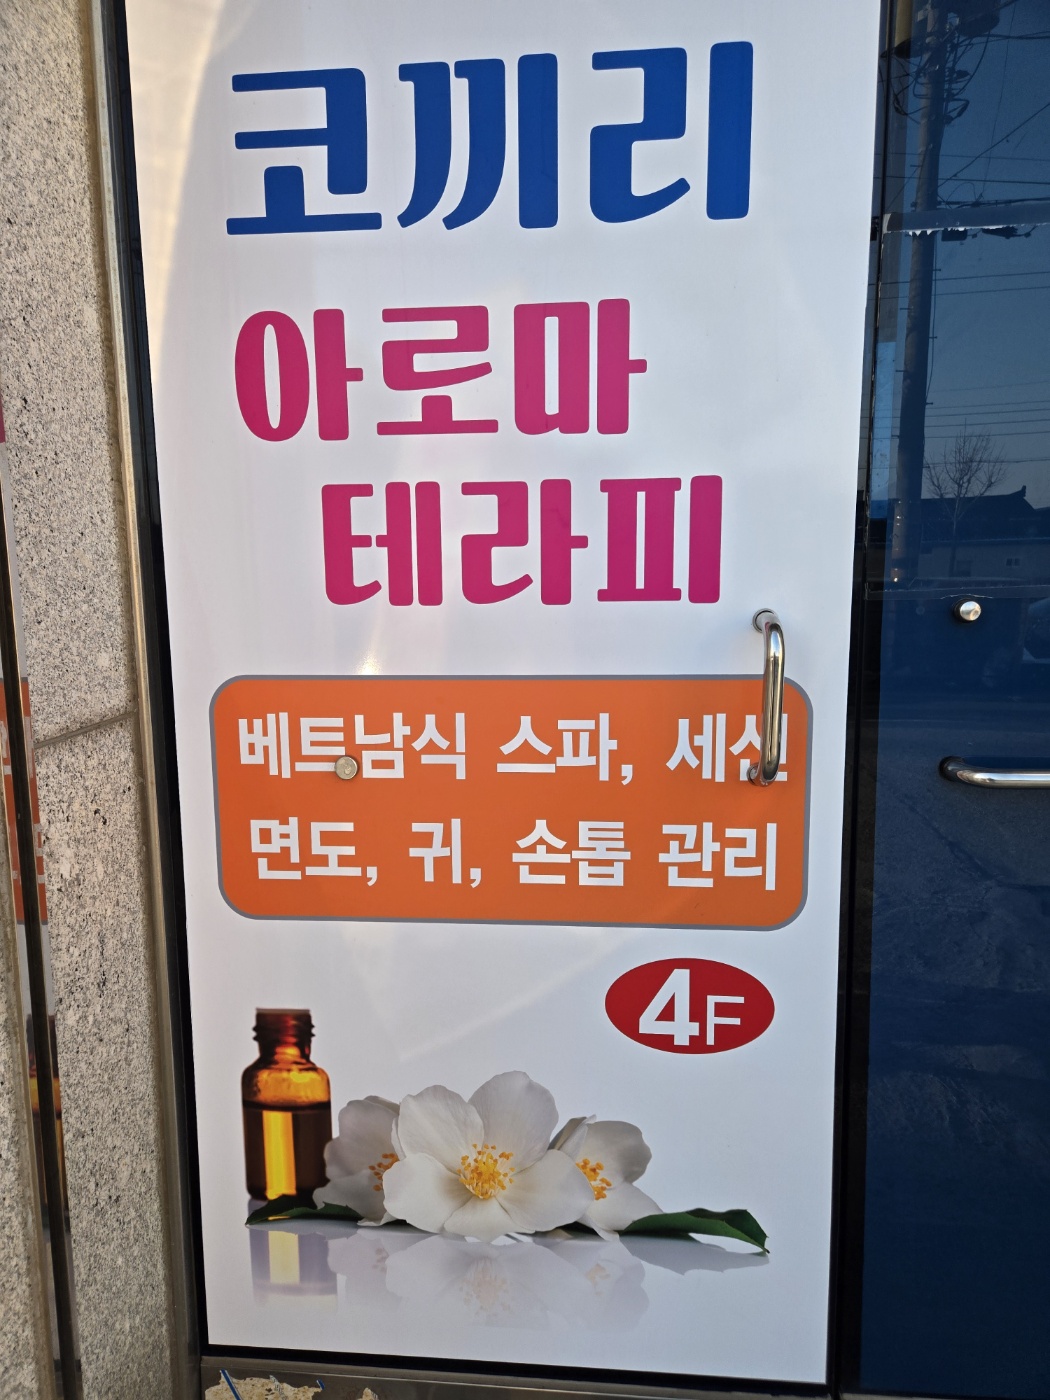 코끼리
아로마
테라피
베트남식 스파, 세신
면도, 귀, 손톱 관리
4F